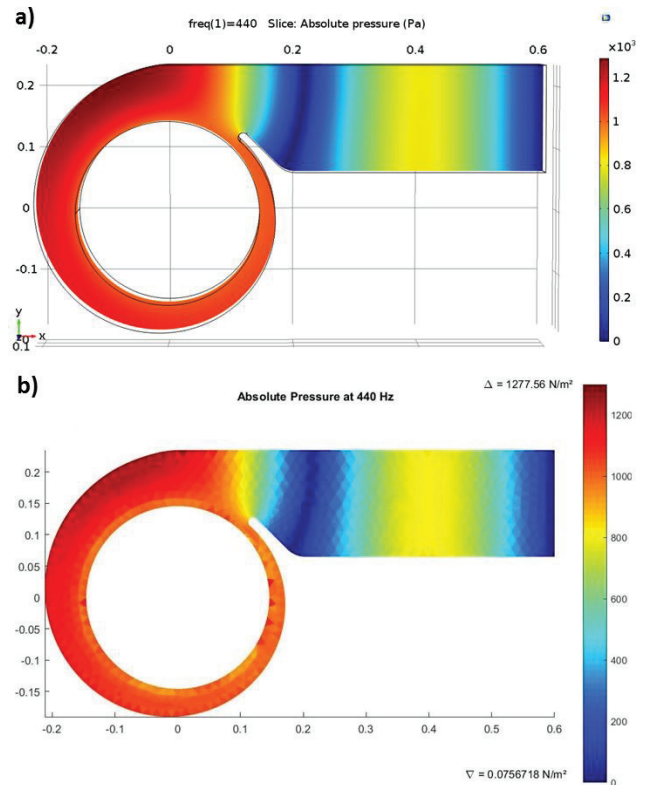 a)
freq(1)=440 Slice: Absolute pressure (Pa)
-0.2 0 0.2 0.4 0.6
×10³
0.2
0.1
0
-0.1
y
x
0.1
1.2
1
0.8
0.6
0.4
0.2
0
b)
Δ = 1277.56 N/m²
Absolute Pressure at 440 Hz
0.2
0.15
0.1
0.05
0
-0.05
-0.1
-0.15
-0.2 -0.1 0 0.1 0.2 0.3 0.4 0.5 0.6
1200
1000
800
600
400
200
0
∇ = 0.0756718 N/m²